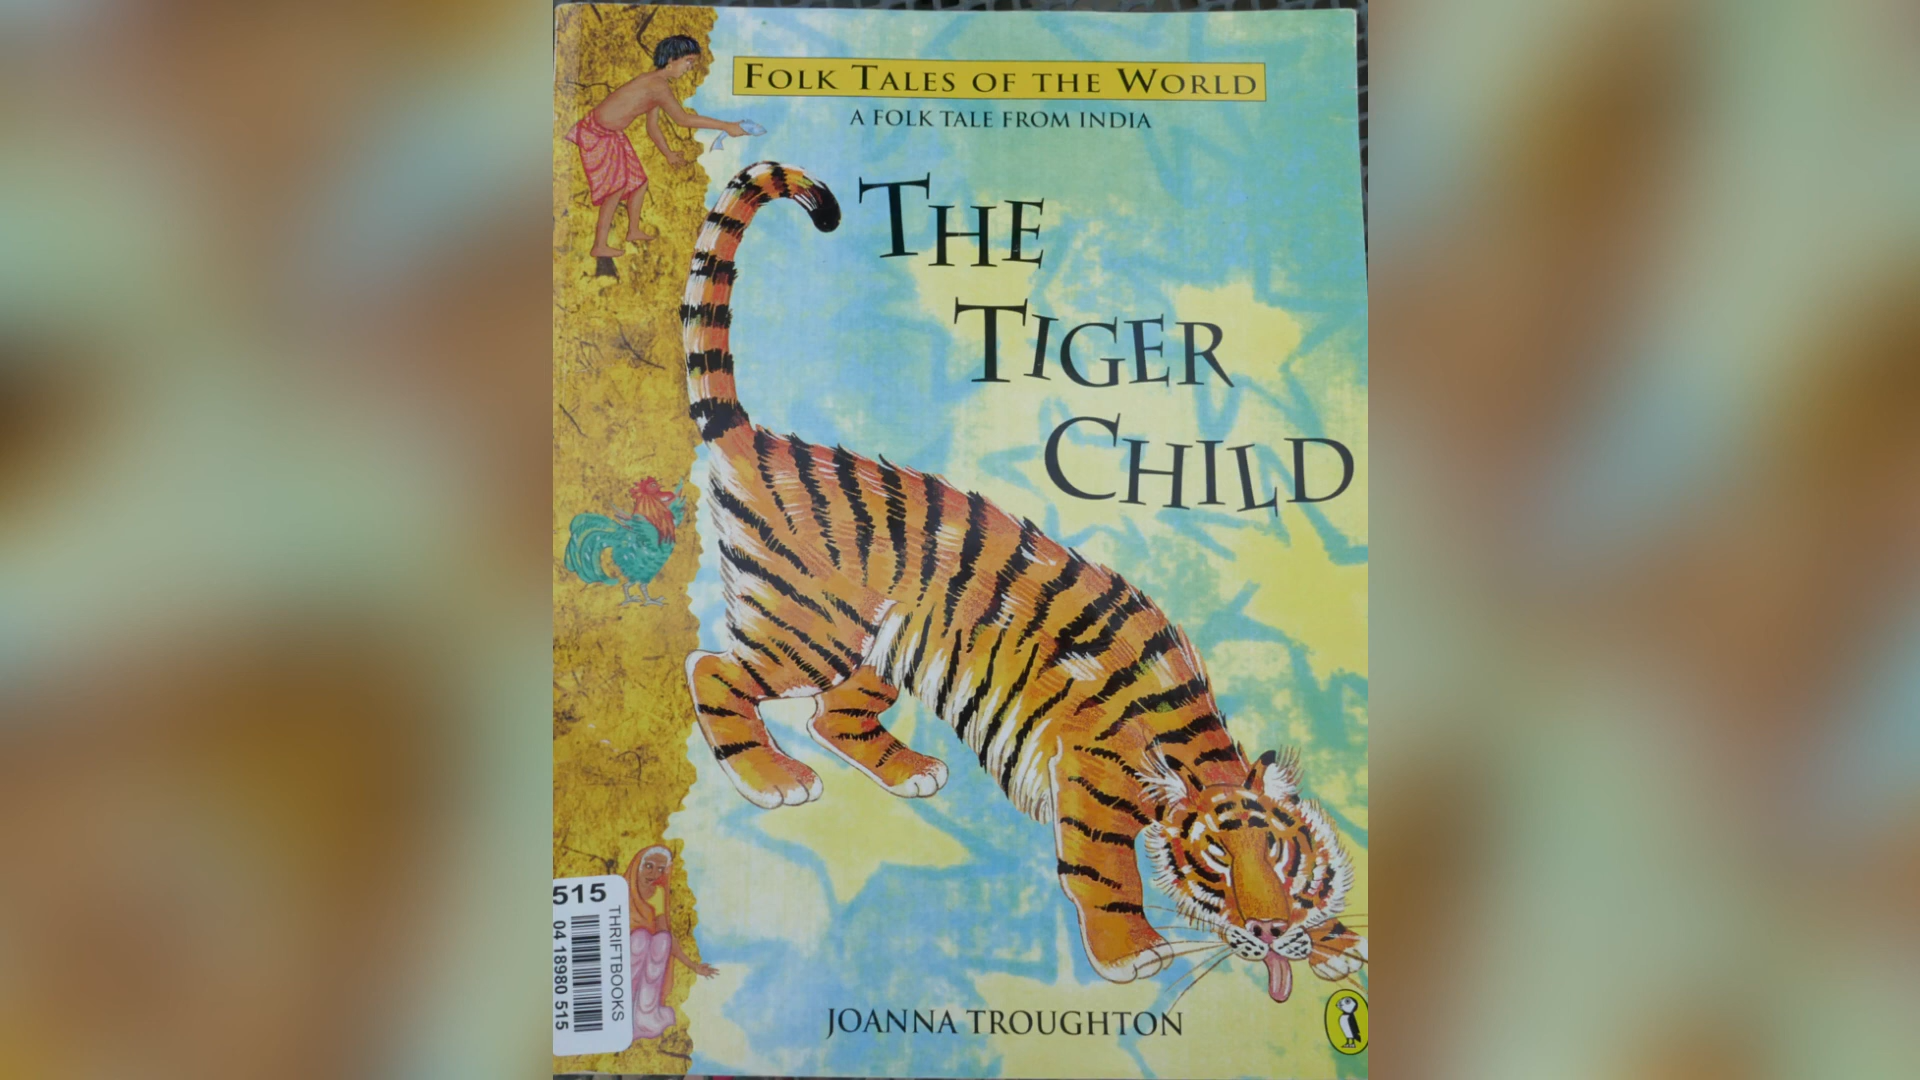 FOLK TALES OF THE WORLD
A FOLK TALE FROM INDIA
THE
TIGER
CHILD
JOANNA TROUGHTON
515
04 18980 515
THRIFTBOOKS